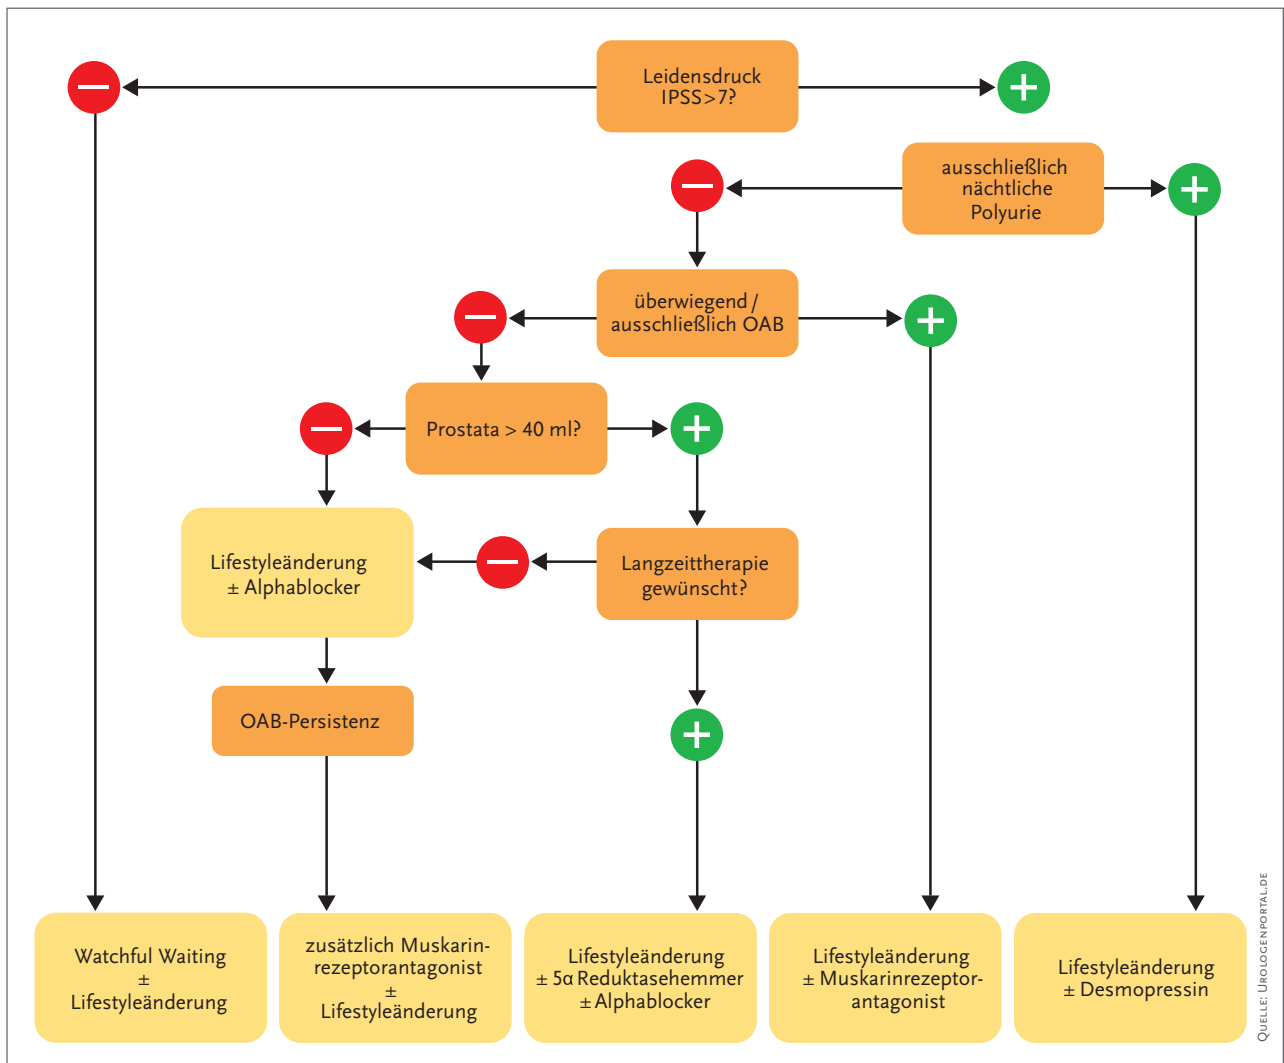 Leidensdruck
IPSS>7?
ausschließlich
nächtliche
Polyurie
überwiegend /
ausschließlich OAB
Prostata > 40 ml?
Lifestyleänderung
± Alphablocker
Langzeittherapie
gewünscht?
OAB-Persistenz
Watchful Waiting
±
Lifestyleänderung
zusätzlich Muskarin-
rezeptorantagonist
±
Lifestyleänderung
Lifestyleänderung
± 5α Reduktasehemmer
± Alphablocker
Lifestyleänderung
± Muskarinrezeptor-
antagonist
Lifestyleänderung
± Desmopressin
Quelle: Urologenportal.de